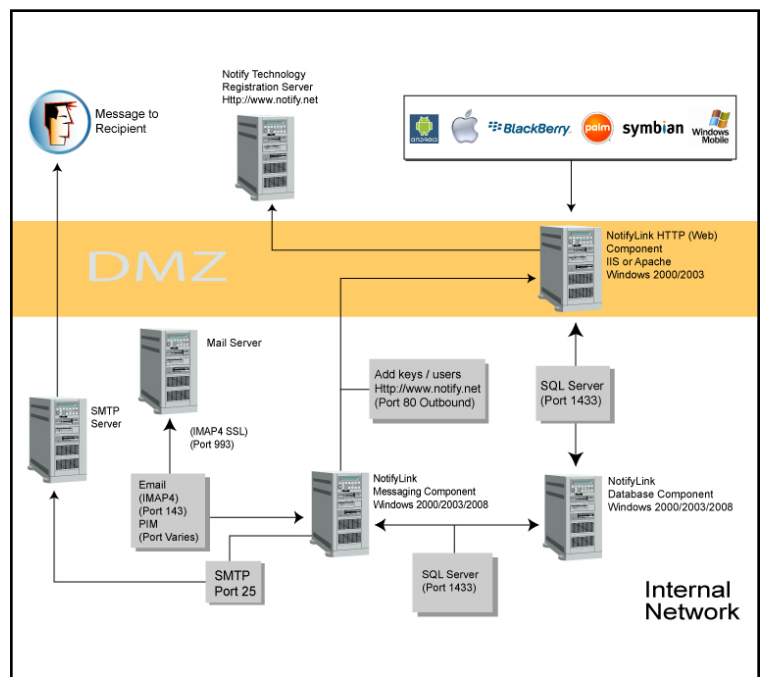 Notify Technology
Registration Server
Http://www.notify.net
Message to
Recipient
ANDROID
BlackBerry.
palm
symbian
Windows
Mobile
NotifyLink HTTP (Web)
Component
IIS or Apache
Windows 2000/2003
DMZ
Mail Server
Add keys / users
Http://www.notify.net
(Port 80 Outbound)
SQL Server
(Port 1433)
SMTP
Server
(IMAP4 SSL)
(Port 993)
Email
(IMAP4)
(Port 143)
PIM
(Port Varies)
NotifyLink
Messaging Component
Windows 2000/2003/2008
NotifyLink
Database Component
Windows 2000/2003/2008
SMTP
Port 25
SQL Server
(Port 1433)
Internal
Network